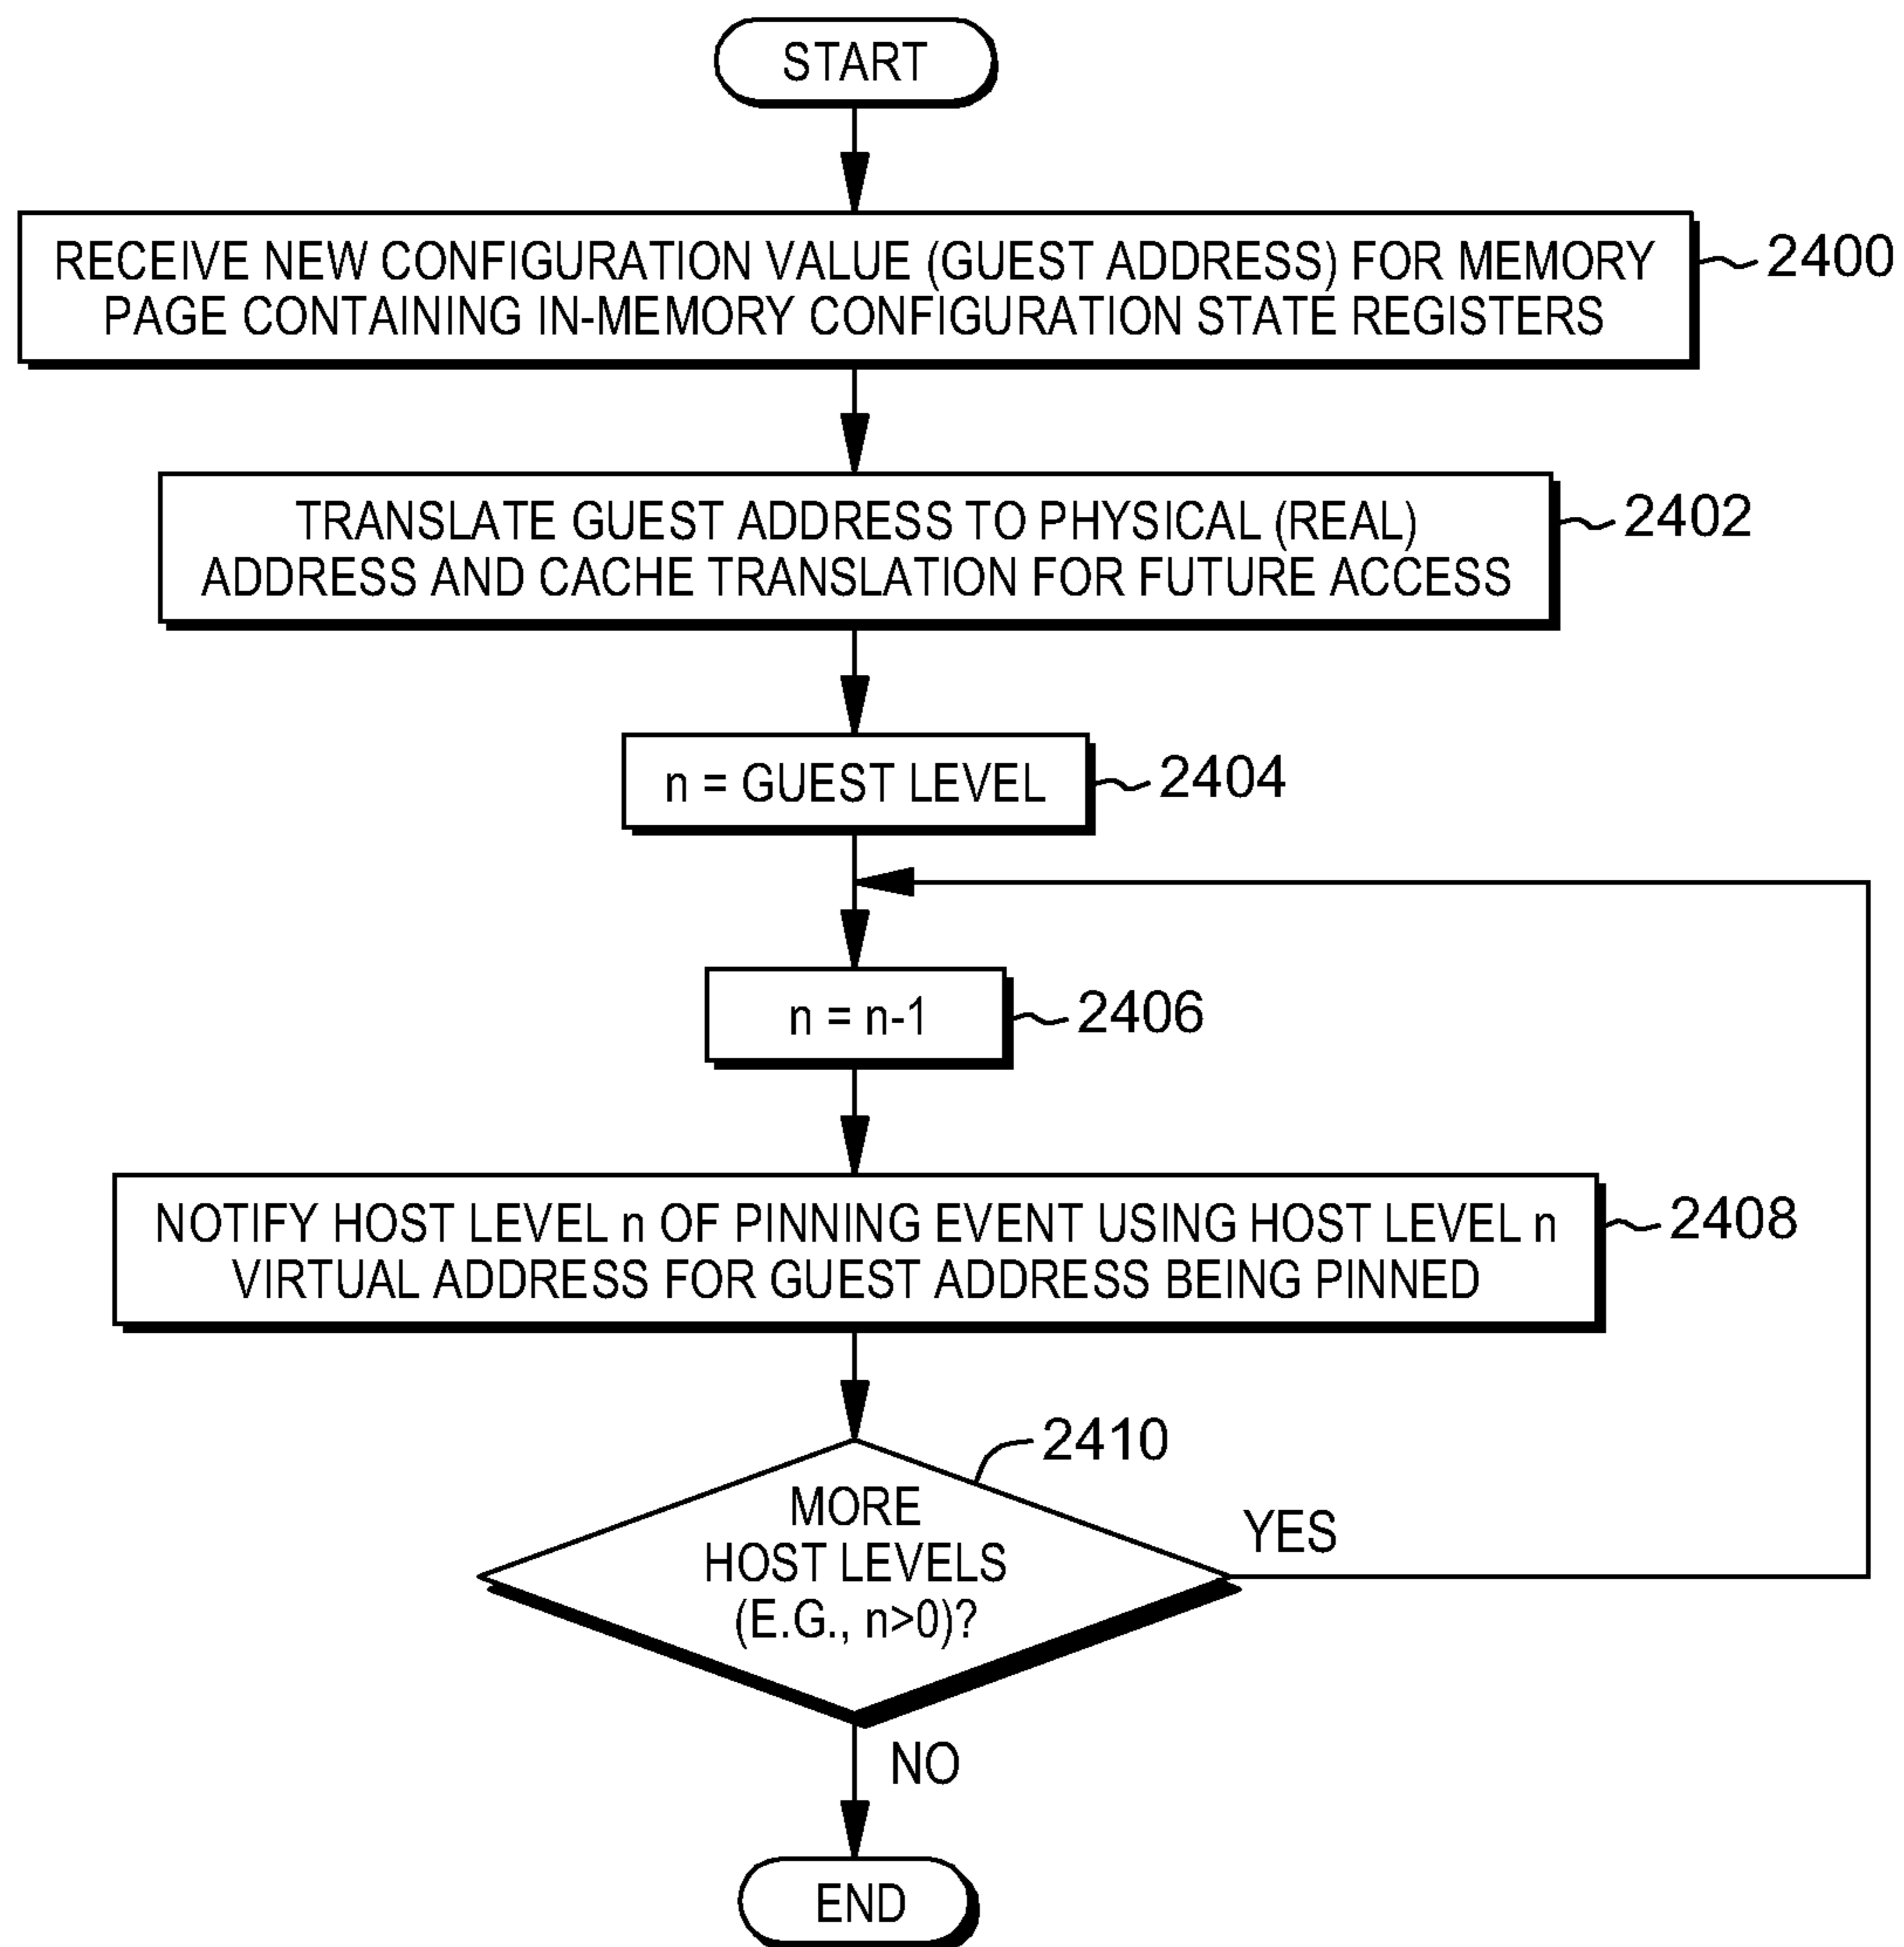 START
RECEIVE NEW CONFIGURATION VALUE (GUEST ADDRESS) FOR MEMORY
PAGE CONTAINING IN-MEMORY CONFIGURATION STATE REGISTERS
2400
TRANSLATE GUEST ADDRESS TO PHYSICAL (REAL)
ADDRESS AND CACHE TRANSLATION FOR FUTURE ACCESS
2402
n = GUEST LEVEL
2404
n = n-1
2406
NOTIFY HOST LEVEL n OF PINNING EVENT USING HOST LEVEL n
VIRTUAL ADDRESS FOR GUEST ADDRESS BEING PINNED
2408
2410
MORE
HOST LEVELS
(E.G., n>0)?
YES
NO
END